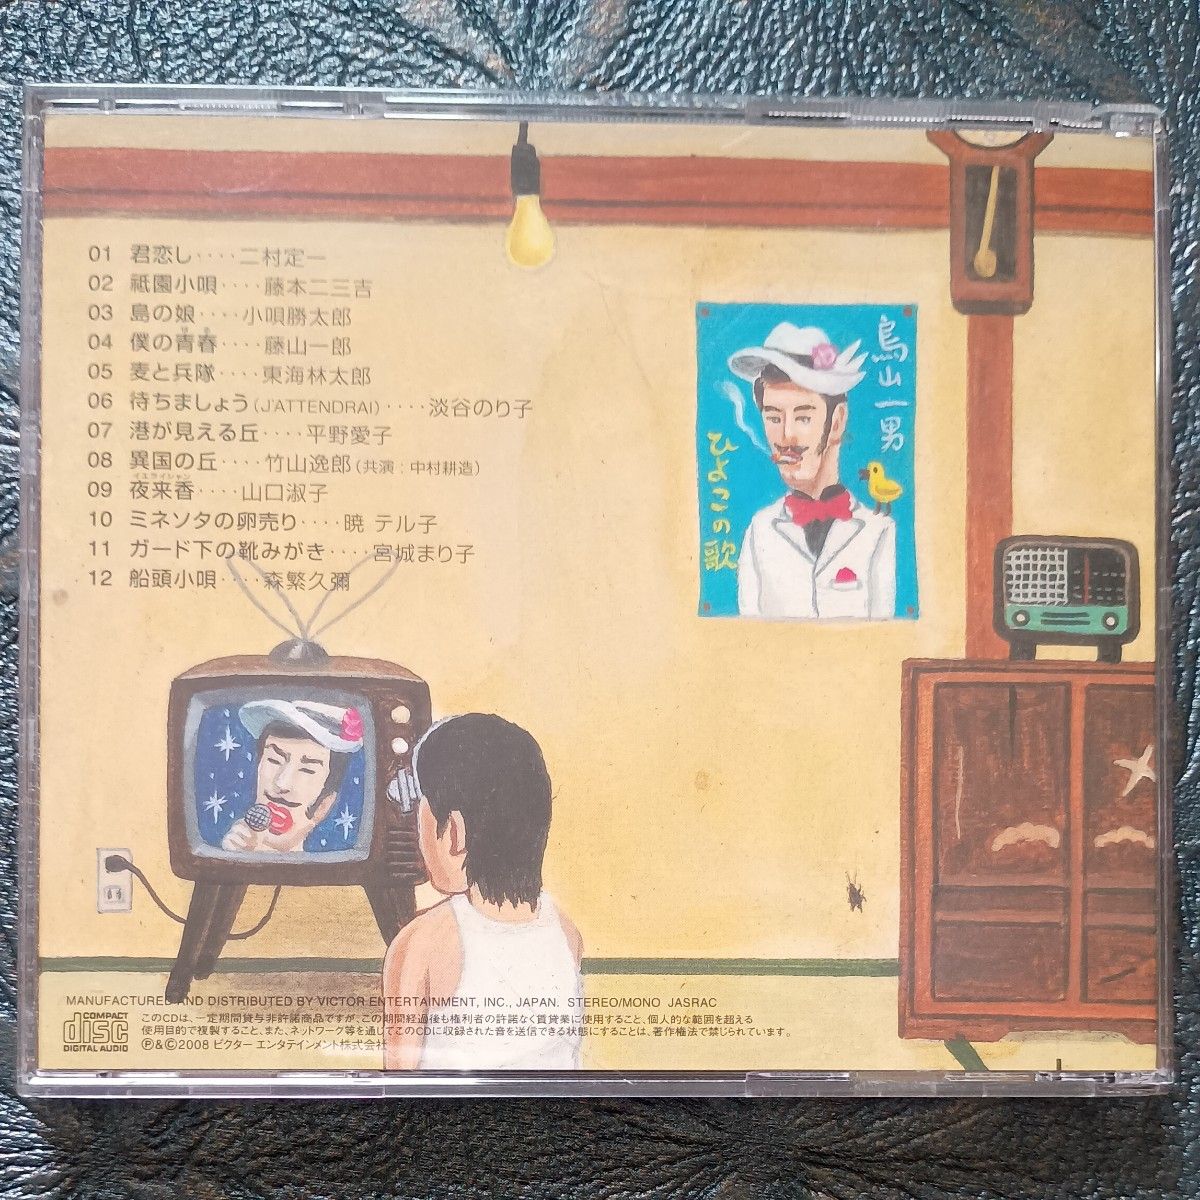 01 君恋し････二村定一
02 祇園小唄････藤本二三吉
03 島の娘････小唄勝太郎
04 僕の青春････藤山一郎
05 麦と兵隊････東海林太郎
06 待ちましょう(J'ATTENDRAI)････淡谷のり子
07 港が見える丘････平野愛子
08 異国の丘････竹山逸郎(共演:中村耕造)
イエライシャン
09 夜来香････山口淑子
10 ミネソタの卵売り････暁 テル子
11 ガード下の靴みがき････宮城まり子
12 船頭小唄････森繁久彌
烏山一男
ひよこの歌
MANUFACTURED AND DISTRIBUTED BY VICTOR ENTERTAINMENT, INC., JAPAN. STEREO/MONO JASRAC
COMPACT
disc
DIGITAL AUDIO
このCDは、一定期間貸与非許諾商品ですが、この期間経過後も権利者の許諾なく賃貸業に使用すること、個人的な範囲を超える
使用目的で複製すること、また、ネットワーク等を通じてこのCDに収録された音を送信できる状態にすることは、著作権法で禁じられています。
℗&©2008 ビクター エンタテインメント株式会社